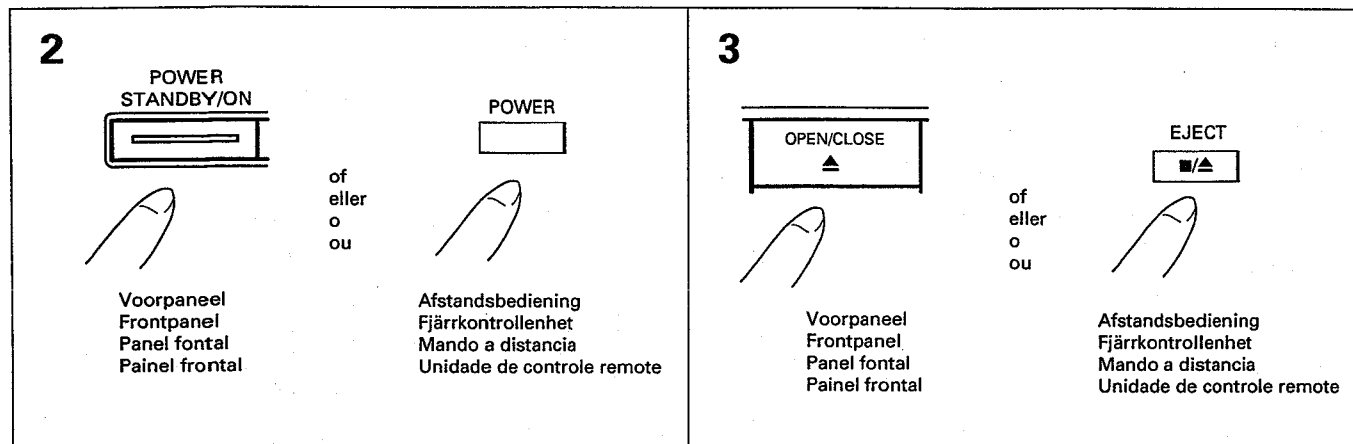 2
POWER
STANDBY/ON
POWER
of
eller
o
ou
Voorpaneel
Frontpanel
Panel fontal
Painel frontal
Afstandsbediening
Fjärrkontrollenhet
Mando a distancia
Unidade de controle remote
3
OPEN/CLOSE
EJECT
■/▲
of
eller
o
ou
Voorpaneel
Frontpanel
Panel fontal
Painel frontal
Afstandsbediening
Fjärrkontrollenhet
Mando a distancia
Unidade de controle remote